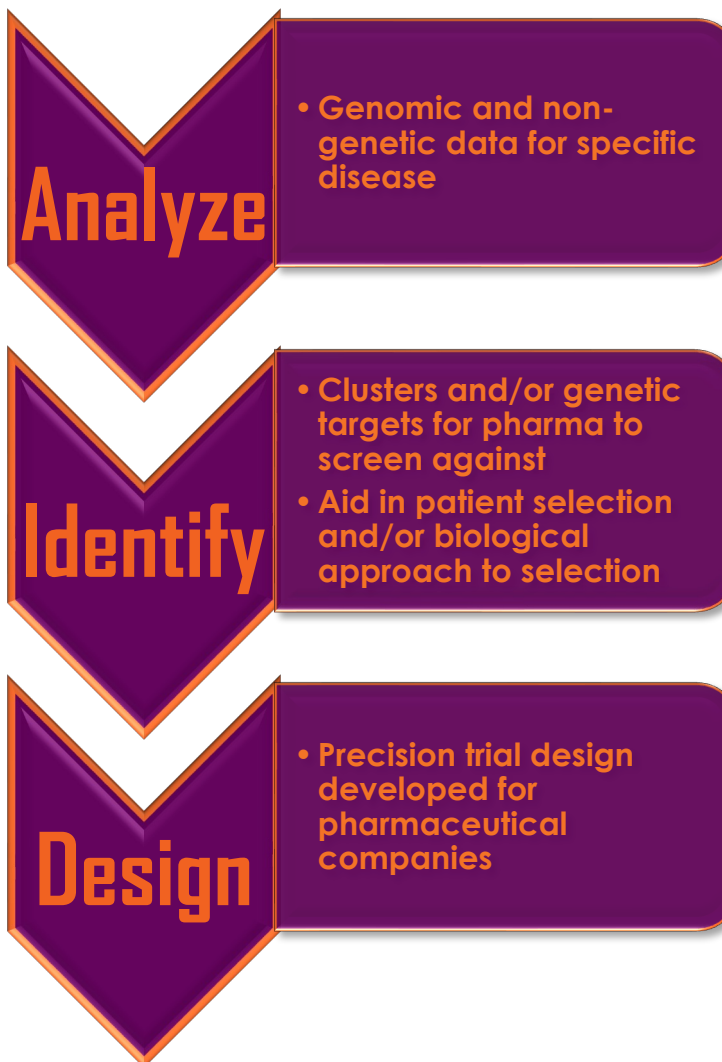 Analyze
• Genomic and non-
genetic data for specific
disease
Identify
• Clusters and/or genetic
targets for pharma to
screen against
• Aid in patient selection
and/or biological
approach to selection
Design
• Precision trial design
developed for
pharmaceutical
companies